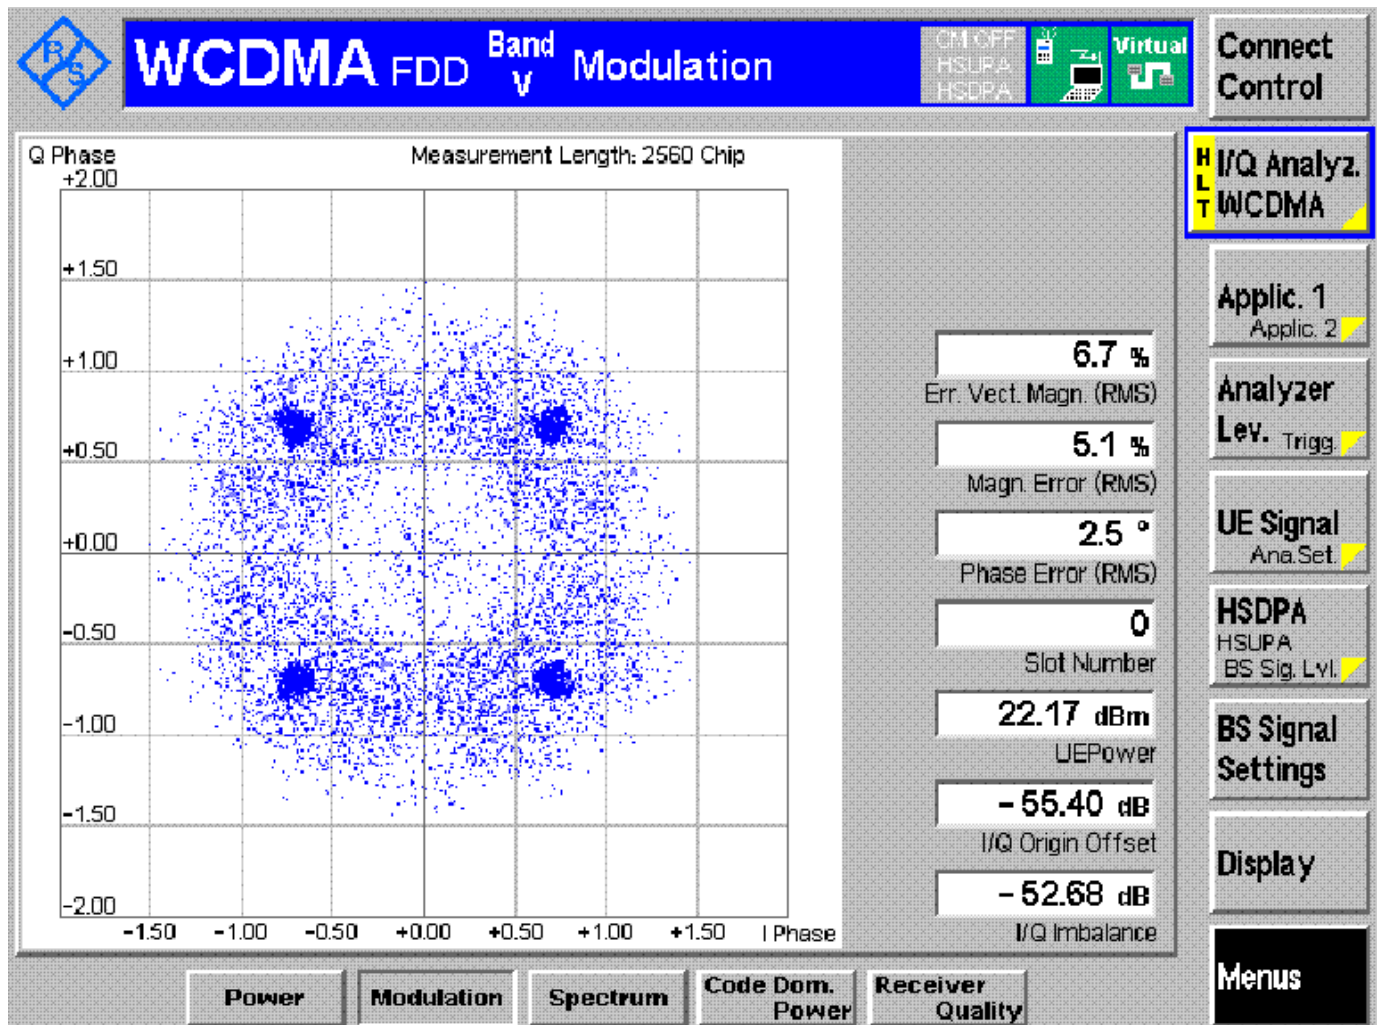 R S
WCDMA FDD Band V Modulation
CM OFF
HSUPA
HSDPA
Virtual
Connect
Control
Q Phase
Measurement Length: 2560 Chip
+2.00
+1.50
+1.00
+0.50
+0.00
-0.50
-1.00
-1.50
-2.00
-1.50 -1.00 -0.50 +0.00 +0.50 +1.00 +1.50 I Phase
6.7 %
Err. Vect. Magn. (RMS)
5.1 %
Magn. Error (RMS)
2.5 °
Phase Error (RMS)
0
Slot Number
22.17 dBm
UEPower
- 55.40 dB
I/Q Origin Offset
- 52.68 dB
I/Q Imbalance
HLT
I/Q Analyz.
WCDMA
Applic. 1
Applic. 2
Analyzer
Lev. Trigg.
UE Signal
Ana.Set.
HSDPA
HSUPA
BS Sig. Lvl.
BS Signal
Settings
Display
Menus
Power
Modulation
Spectrum
Code Dom.
Power
Receiver
Quality